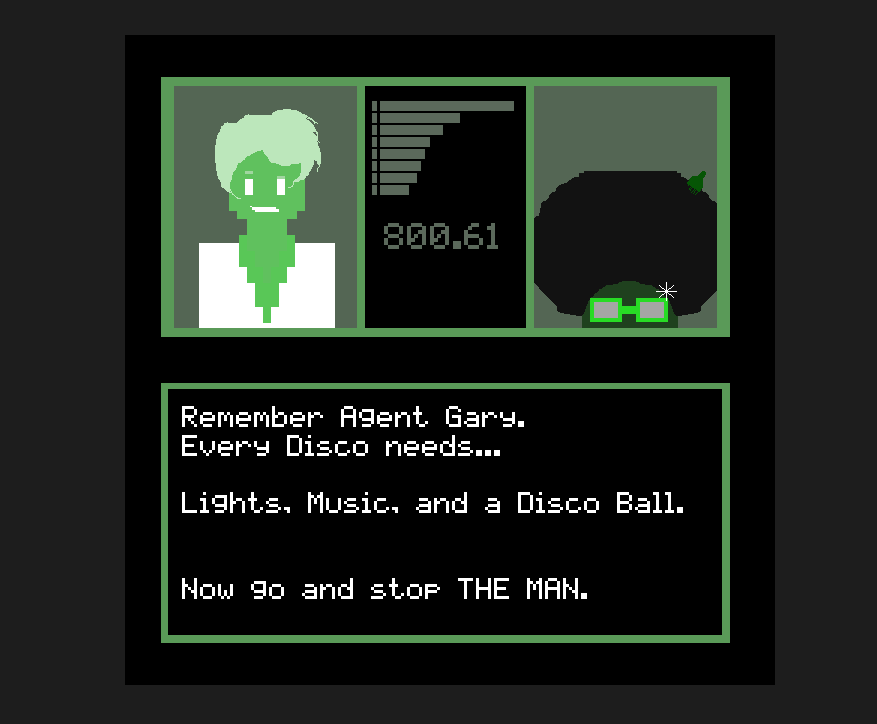 800.61
Remember Agent Gary.
Every Disco needs...
Lights, Music, and a Disco Ball.
Now go and stop THE MAN.